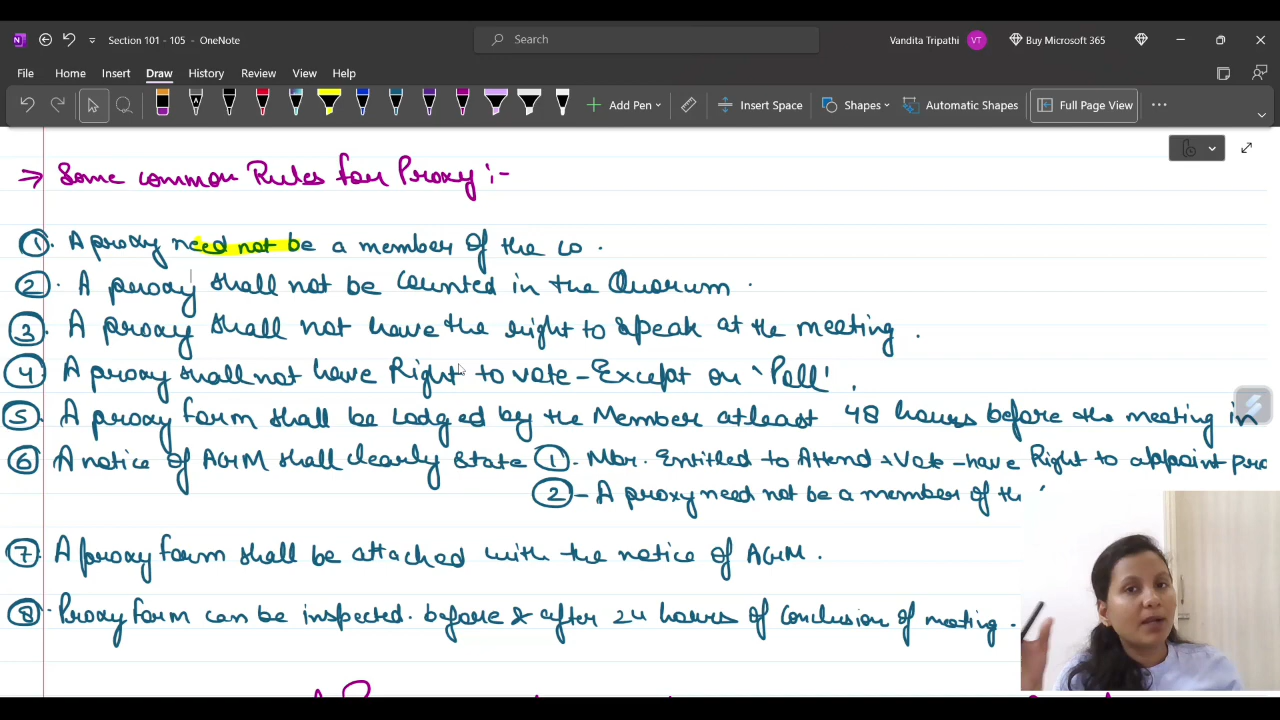 Section 101 - 105 - OneNote
Search
Vandita Tripathi VT
Buy Microsoft 365
File Home Insert Draw History Review View Help
A Add Pen Insert Space Shapes Automatic Shapes Full Page View
→ Some common Rules for Proxy :-
① A proxy need not be a member of the co.
②. A proxy shall not be counted in the Quorum.
③. A proxy shall not have the right to speak at the meeting.
④. A proxy shall not have Right to vote - Except on 'Poll'.
⑤. A proxy form shall be Lodged by the Member atleast 48 hours before the meeting in
⑥. A notice of AGM shall clearly state ①. Mbr. Entitled to Attend & Vote - have Right to appoint
② - A proxy need not be a member of
⑦. A proxy form shall be attached with the notice of AGM.
⑧. Proxy form can be inspected. before & after 24 hours of conclusion of meeting.